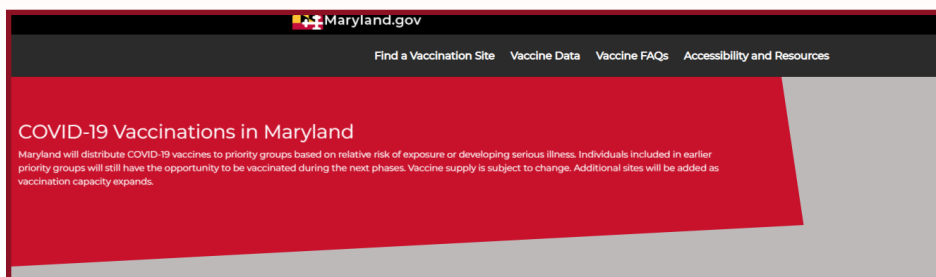 Maryland.gov
Find a Vaccination Site Vaccine Data Vaccine FAQs Accessibility and Resources
COVID-19 Vaccinations in Maryland
Maryland will distribute COVID-19 vaccines to priority groups based on relative risk of exposure or developing serious illness. Individuals included in earlier
priority groups will still have the opportunity to be vaccinated during the next phases. Vaccine supply is subject to change. Additional sites will be added as
vaccination capacity expands.